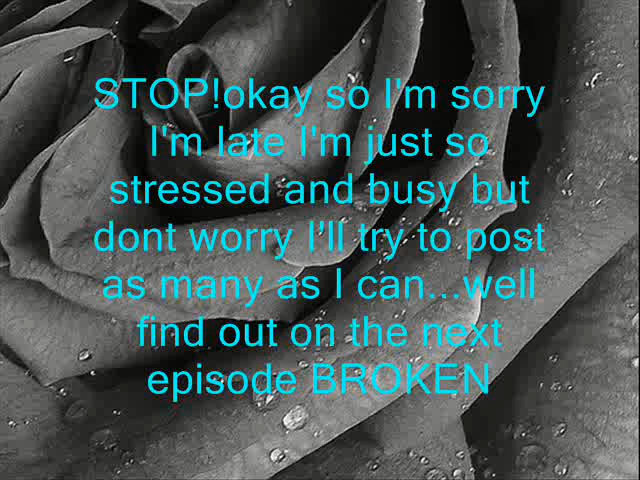 STOP!okay so I'm sorry
I'm late I'm just so
stressed and busy but
dont worry I'll try to post
as many as I can...well
find out on the next
episode BROKEN